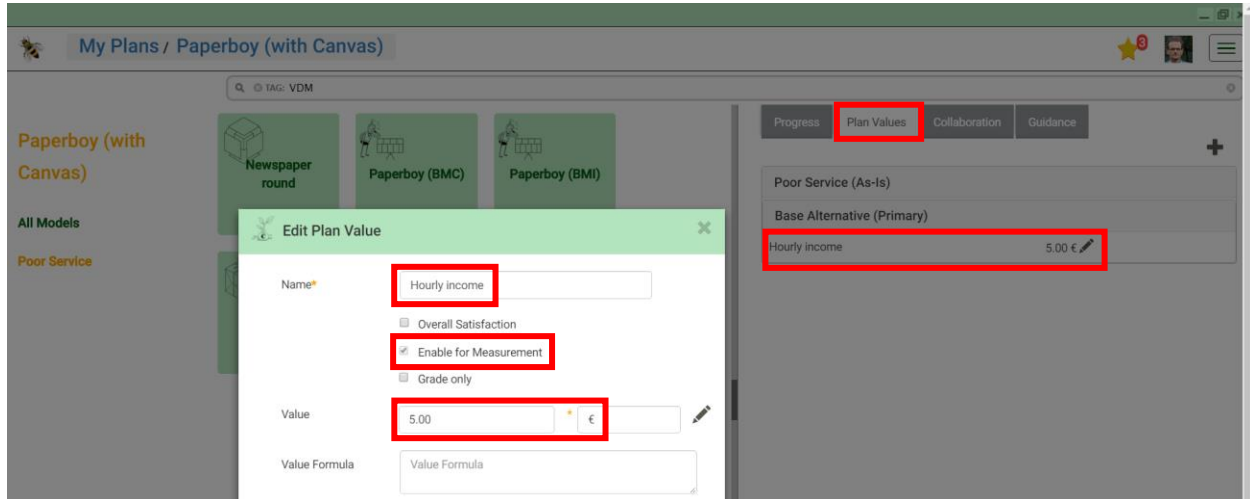 My Plans / Paperboy (with Canvas)
3
TAG: VDM
Paperboy (with
Canvas)
All Models
Poor Service
Newspaper
round
Paperboy (BMC)
Paperboy (BMI)
Progress
Plan Values
Collaboration
Guidance
Poor Service (As-Is)
Base Alternative (Primary)
Hourly income 5.00 €
Edit Plan Value
Name* Hourly income
Overall Satisfaction
Enable for Measurement
Grade only
Value 5.00 * €
Value Formula Value Formula